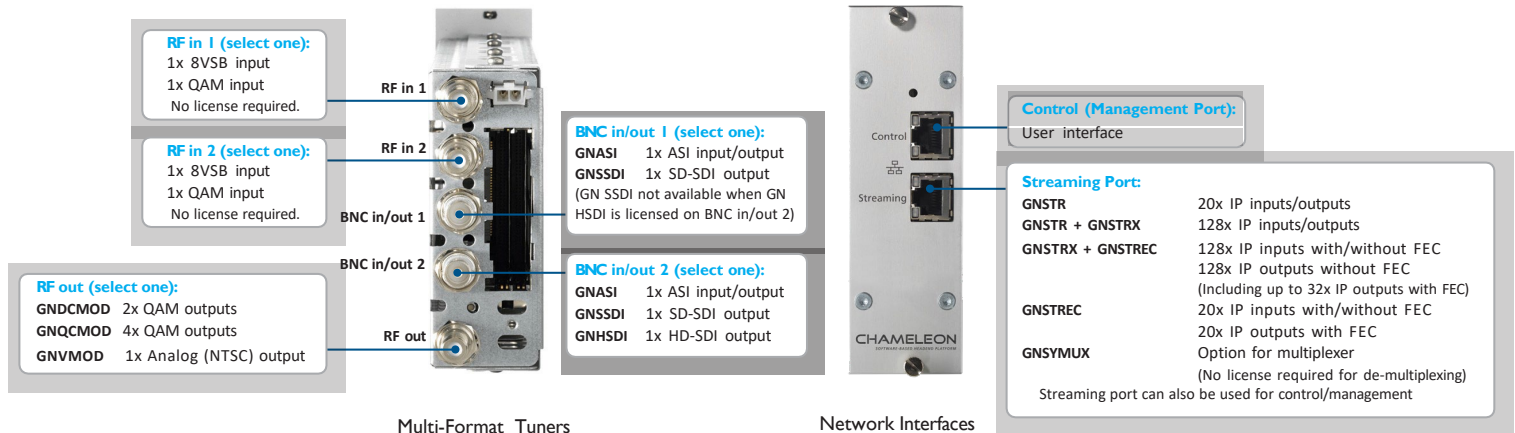 RF in 1 (select one):
1x 8VSB input
1x QAM input
No license required.
RF in 2 (select one):
1x 8VSB input
1x QAM input
No license required.
RF out (select one):
GNDCMOD 2x QAM outputs
GNQCMOD 4x QAM outputs
GNVMOD 1x Analog (NTSC) output
RF in 1
RF in 2
BNC in/out 1
BNC in/out 2
RF out
BNC in/out 1 (select one):
GNASI 1x ASI input/output
GNSSDI 1x SD-SDI output
(GN SSDI not available when GN
HSDI is licensed on BNC in/out 2)
BNC in/out 2 (select one):
GNASI 1x ASI input/output
GNSSDI 1x SD-SDI output
GNHSDI 1x HD-SDI output
Multi-Format Tuners
Control
Streaming
CHAMELEON
SOFTWARE-BASED HEADEND PLATFORM
Network Interfaces
Control (Management Port):
User interface
Streaming Port:
GNSTR 20x IP inputs/outputs
GNSTR + GNSTRX 128x IP inputs/outputs
GNSTRX + GNSTREC 128x IP inputs with/without FEC
128x IP outputs without FEC
(Including up to 32x IP outputs with FEC)
GNSTREC 20x IP inputs with/without FEC
20x IP outputs with FEC
GNSYMUX Option for multiplexer
(No license required for de-multiplexing)
Streaming port can also be used for control/management